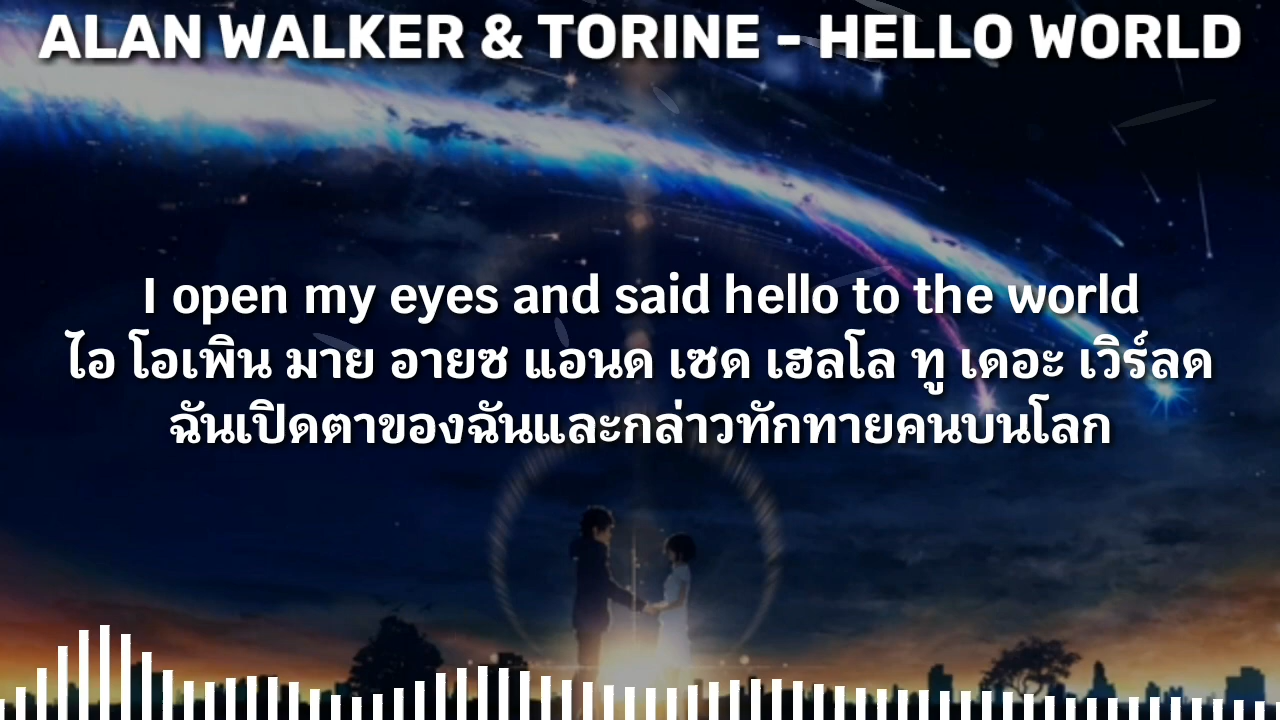 ALAN WALKER & TORINE - HELLO WORLD
I open my eyes and said hello to the world
ไอ โอเพิน มาย อายซ แอนด เซด เฮลโล ทู เดอะ เวิร์ลด
ฉันเปิดตาของฉันและกล่าวทักทายคนบนโลก